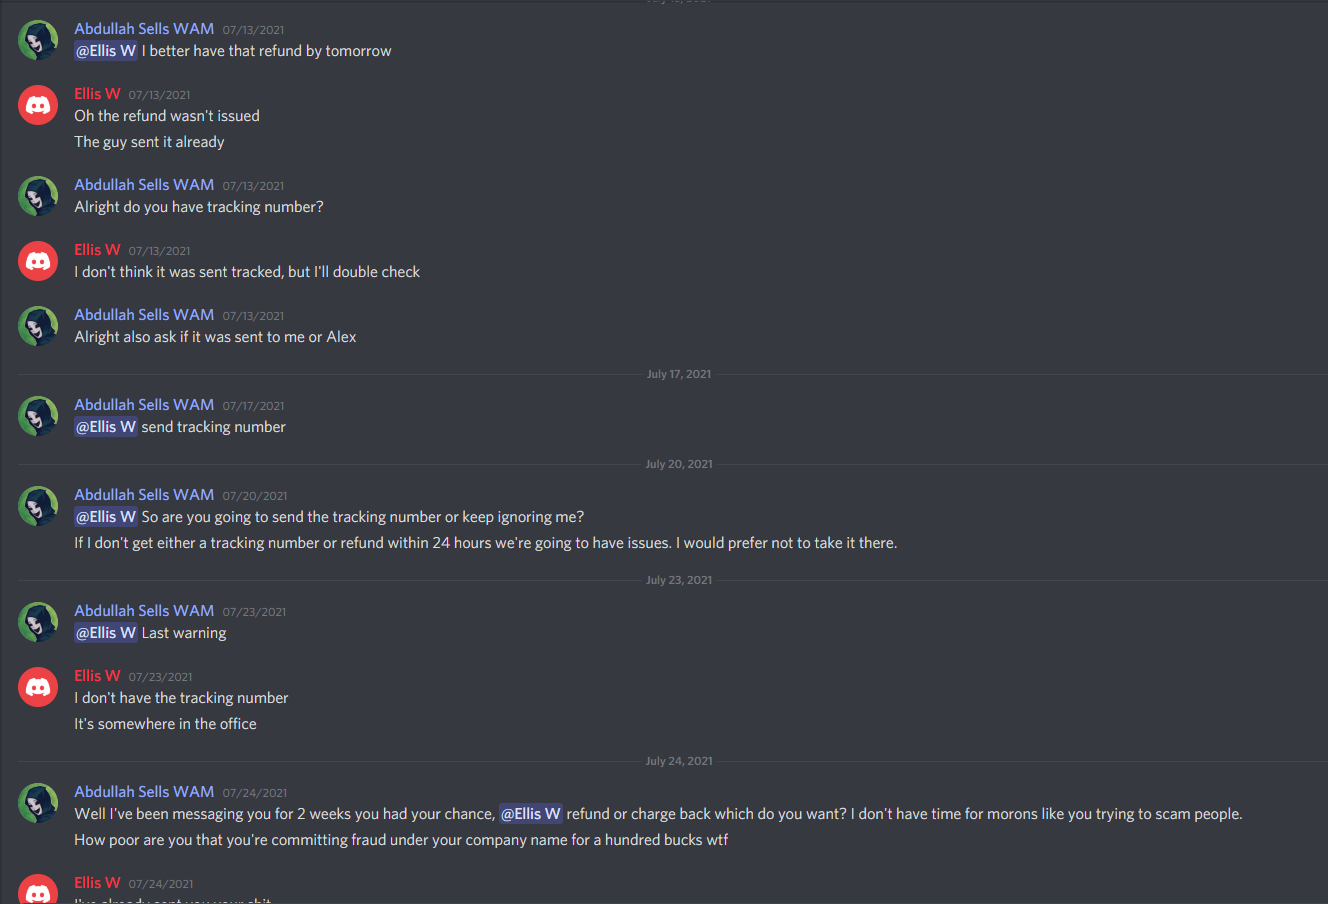 Abdullah Sells WAM 07/13/2021
@Ellis W I better have that refund by tomorrow
Ellis W 07/13/2021
Oh the refund wasn't issued
The guy sent it already
Abdullah Sells WAM 07/13/2021
Alright do you have tracking number?
Ellis W 07/13/2021
I don't think it was sent tracked, but I'll double check
Abdullah Sells WAM 07/13/2021
Alright also ask if it was sent to me or Alex
July 17, 2021
Abdullah Sells WAM 07/17/2021
@Ellis W send tracking number
July 20, 2021
Abdullah Sells WAM 07/20/2021
@Ellis W So are you going to send the tracking number or keep ignoring me?
If I don't get either a tracking number or refund within 24 hours we're going to have issues. I would prefer not to take it there.
July 23, 2021
Abdullah Sells WAM 07/23/2021
@Ellis W Last warning
Ellis W 07/23/2021
I don't have the tracking number
It's somewhere in the office
July 24, 2021
Abdullah Sells WAM 07/24/2021
Well I've been messaging you for 2 weeks you had your chance, @Ellis W refund or charge back which do you want? I don't have time for morons like you trying to scam people.
How poor are you that you're committing fraud under your company name for a hundred bucks wtf
Ellis W 07/24/2021